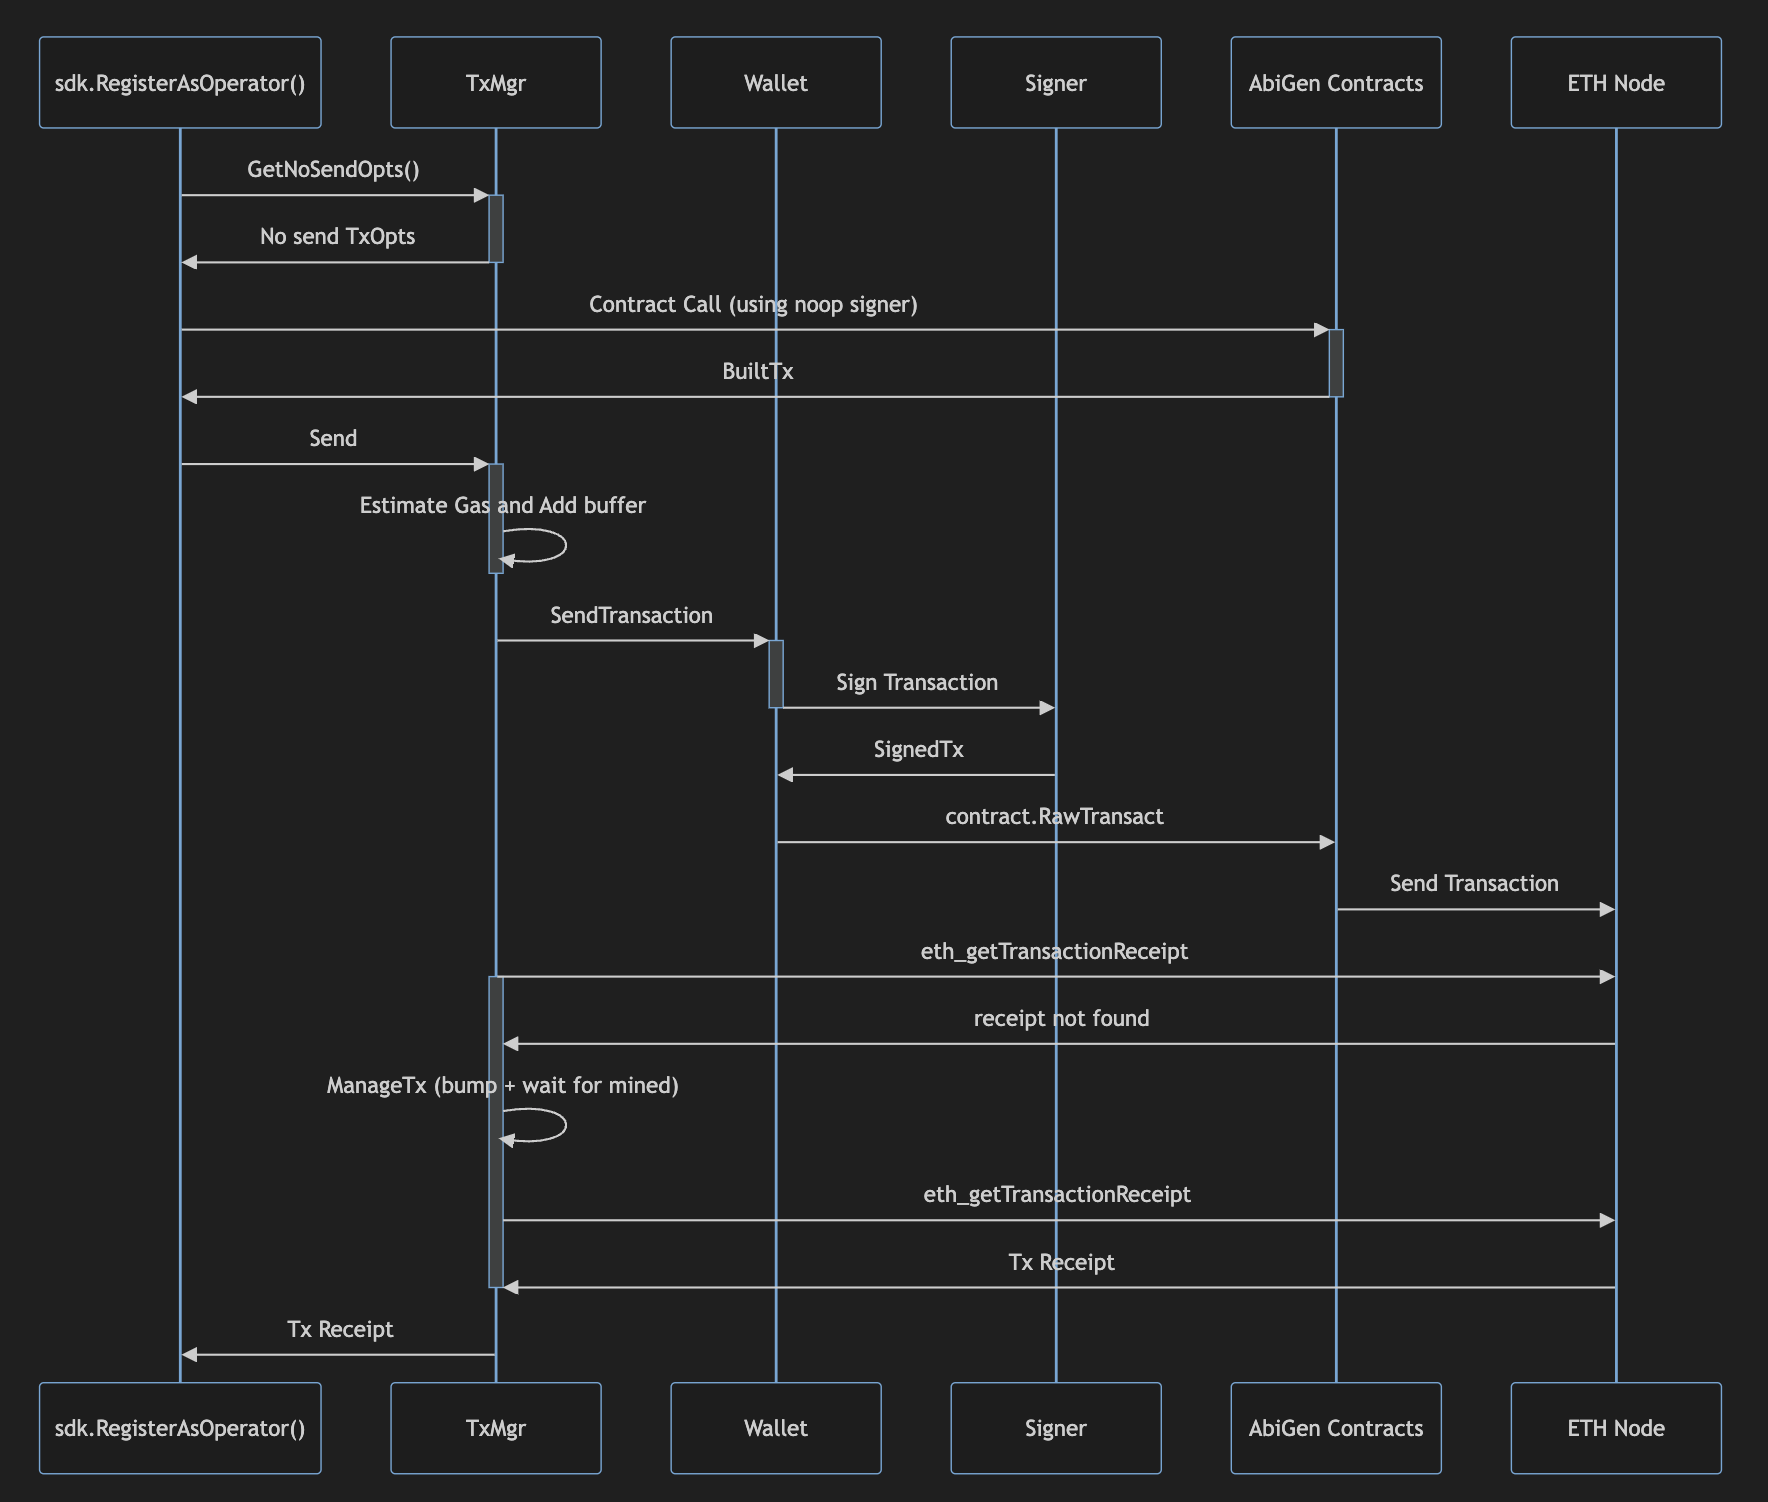 sdk.RegisterAsOperator()
TxMgr
Wallet
Signer
AbiGen Contracts
ETH Node
GetNoSendOpts()
No send TxOpts
Contract Call (using noop signer)
BuiltTx
Send
Estimate Gas and Add buffer
SendTransaction
Sign Transaction
SignedTx
contract.RawTransact
Send Transaction
eth_getTransactionReceipt
receipt not found
ManageTx (bump + wait for mined)
eth_getTransactionReceipt
Tx Receipt
Tx Receipt
sdk.RegisterAsOperator()
TxMgr
Wallet
Signer
AbiGen Contracts
ETH Node